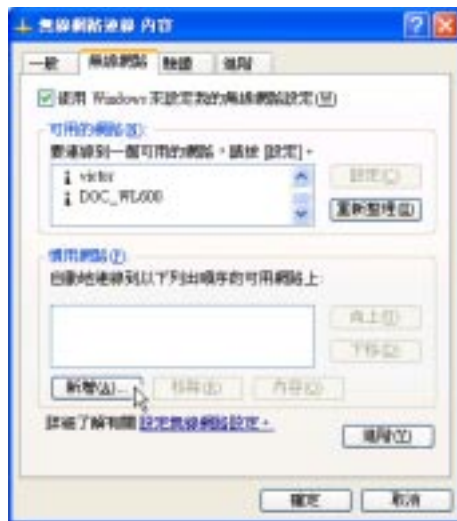 無線網路連線 內容
一般 無線網路 驗證 進階
使用 Windows 來設定我的無線網路設定(W)
可用的網路(N):
要連線到一個可用的網路，請按 [設定]。
victor
DOC_WL600
設定(C)
重新整理(E)
慣用網路(P)
自動地連線到以下列出順序的可用網路上:
向上(U)
下移(D)
新增(A)... 移除(R) 內容(O)
詳細了解有關 設定無線網路設定。
進階(V)
確定 取消